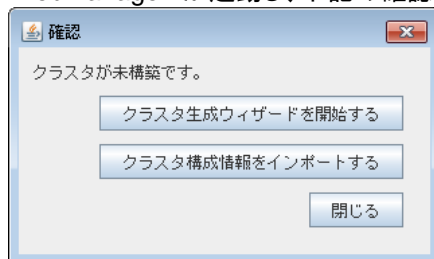 確認
クラスタが未構築です。
クラスタ生成ウィザードを開始する
クラスタ構成情報をインポートする
閉じる